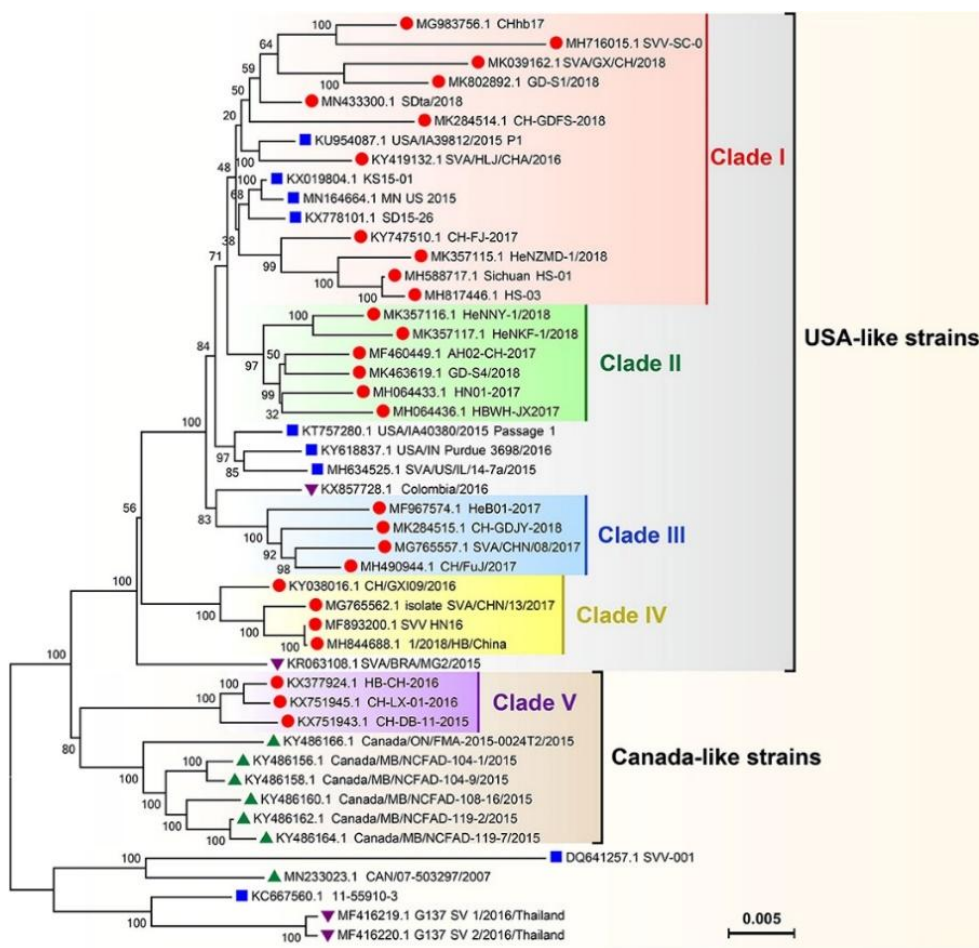 MG983756.1 CHhb17
MH716015.1 SVV-SC-0
MK039162.1 SVA/GX/CH/2018
MK802892.1 GD-S1/2018
MN433300.1 SDta/2018
MK284514.1 CH-GDFS-2018
KU954087.1 USA/IA39812/2015 P1
KY419132.1 SVA/HLJ/CHA/2016
KX019804.1 KS15-01
MN164664.1 MN US 2015
KX778101.1 SD15-26
KY747510.1 CH-FJ-2017
MK357115.1 HeNZMD-1/2018
MH588717.1 Sichuan HS-01
MH817446.1 HS-03
Clade I
MK357116.1 HeNNY-1/2018
MK357117.1 HeNKF-1/2018
MF460449.1 AH02-CH-2017
MK463619.1 GD-S4/2018
MH064433.1 HN01-2017
MH064436.1 HBWH-JX2017
Clade II
KT757280.1 USA/IA40380/2015 Passage 1
KY618837.1 USA/IN Purdue 3698/2016
MH634525.1 SVA/US/IL/14-7a/2015
KX857728.1 Colombia/2016
MF967574.1 HeB01-2017
MK284515.1 CH-GDJY-2018
MG765557.1 SVA/CHN/08/2017
MH490944.1 CH/FuJ/2017
Clade III
KY038016.1 CH/GXI09/2016
MG765562.1 isolate SVA/CHN/13/2017
MF893200.1 SVV HN16
MH844688.1 1/2018/HB/China
Clade IV
KR063108.1 SVA/BRA/MG2/2015
USA-like strains
KX377924.1 HB-CH-2016
KX751945.1 CH-LX-01-2016
KX751943.1 CH-DB-11-2015
Clade V
KY486166.1 Canada/ON/FMA-2015-0024T2/2015
KY486156.1 Canada/MB/NCFAD-104-1/2015
KY486158.1 Canada/MB/NCFAD-104-9/2015
KY486160.1 Canada/MB/NCFAD-108-16/2015
KY486162.1 Canada/MB/NCFAD-119-2/2015
KY486164.1 Canada/MB/NCFAD-119-7/2015
Canada-like strains
DQ641257.1 SVV-001
MN233023.1 CAN/07-503297/2007
KC667560.1 11-55910-3
MF416219.1 G137 SV 1/2016/Thailand
MF416220.1 G137 SV 2/2016/Thailand
0.005
100
64
100
59
50
20
100
48
100
68
38
99
100
100
71
100
50
97
99
32
84
97
85
100
83
100
92
98
56
100
100
100
100
100
100
80
100
100
100
100
100
100
100
100